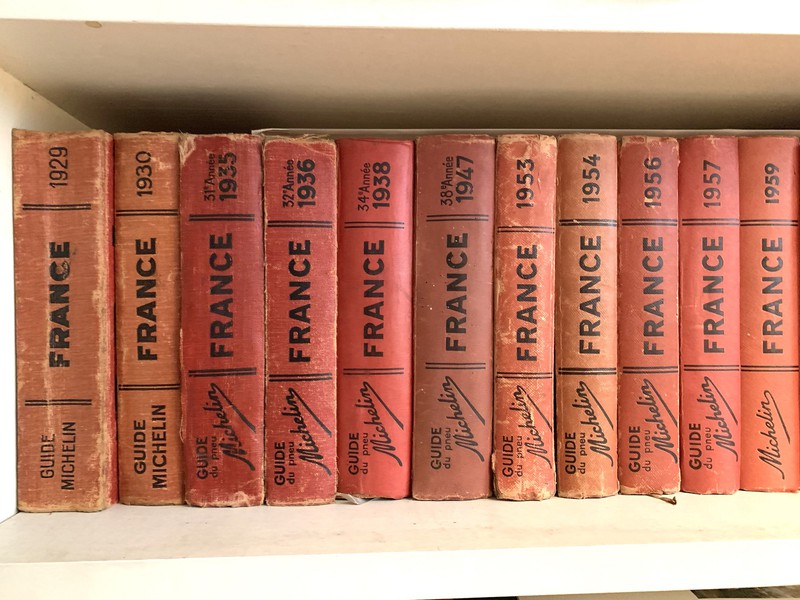 1929
FRANCE
GUIDE
MICHELIN
1930
FRANCE
GUIDE
MICHELIN
31e Année
1935
FRANCE
GUIDE
du pneu
Michelin
32e Année
1936
FRANCE
GUIDE
du pneu
Michelin
34e Année
1938
FRANCE
GUIDE
du pneu
Michelin
38e Année
1947
FRANCE
GUIDE
du pneu
Michelin
1953
FRANCE
GUIDE
du pneu
Michelin
1954
FRANCE
GUIDE
du pneu
Michelin
1956
FRANCE
GUIDE
du pneu
Michelin
1957
FRANCE
GUIDE
du pneu
Michelin
1959
FRANCE
Michelin